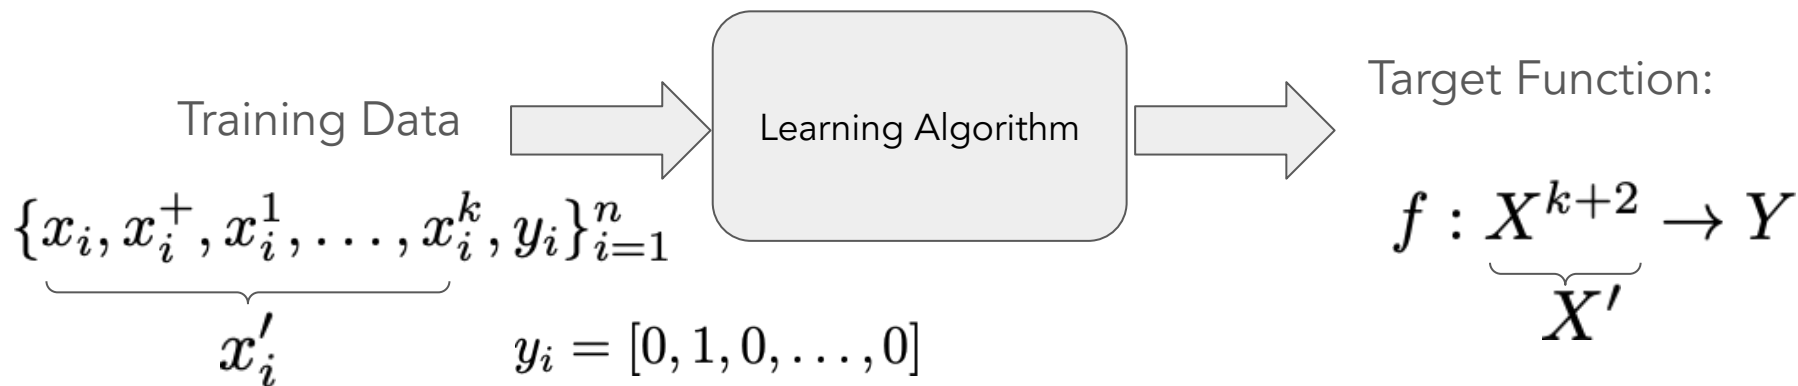 Training Data
{x_i, x_i^+, x_i^1, ..., x_i^k, y_i}_{i=1}^n
x'_i
y_i = [0, 1, 0, ..., 0]
Learning Algorithm
Target Function:
f : X^{k+2} → Y
X'